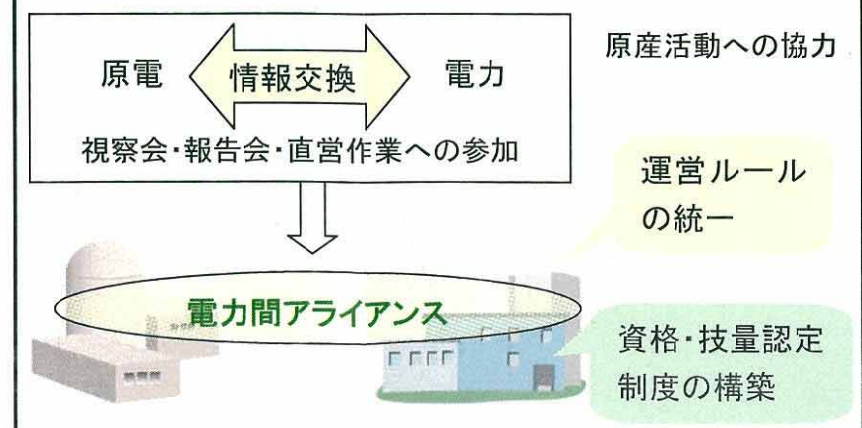 原電 情報交換 電力
視察会・報告会・直営作業への参加
原産活動への協力
運営ルール
の統一
電力間アライアンス
資格・技量認定
制度の構築